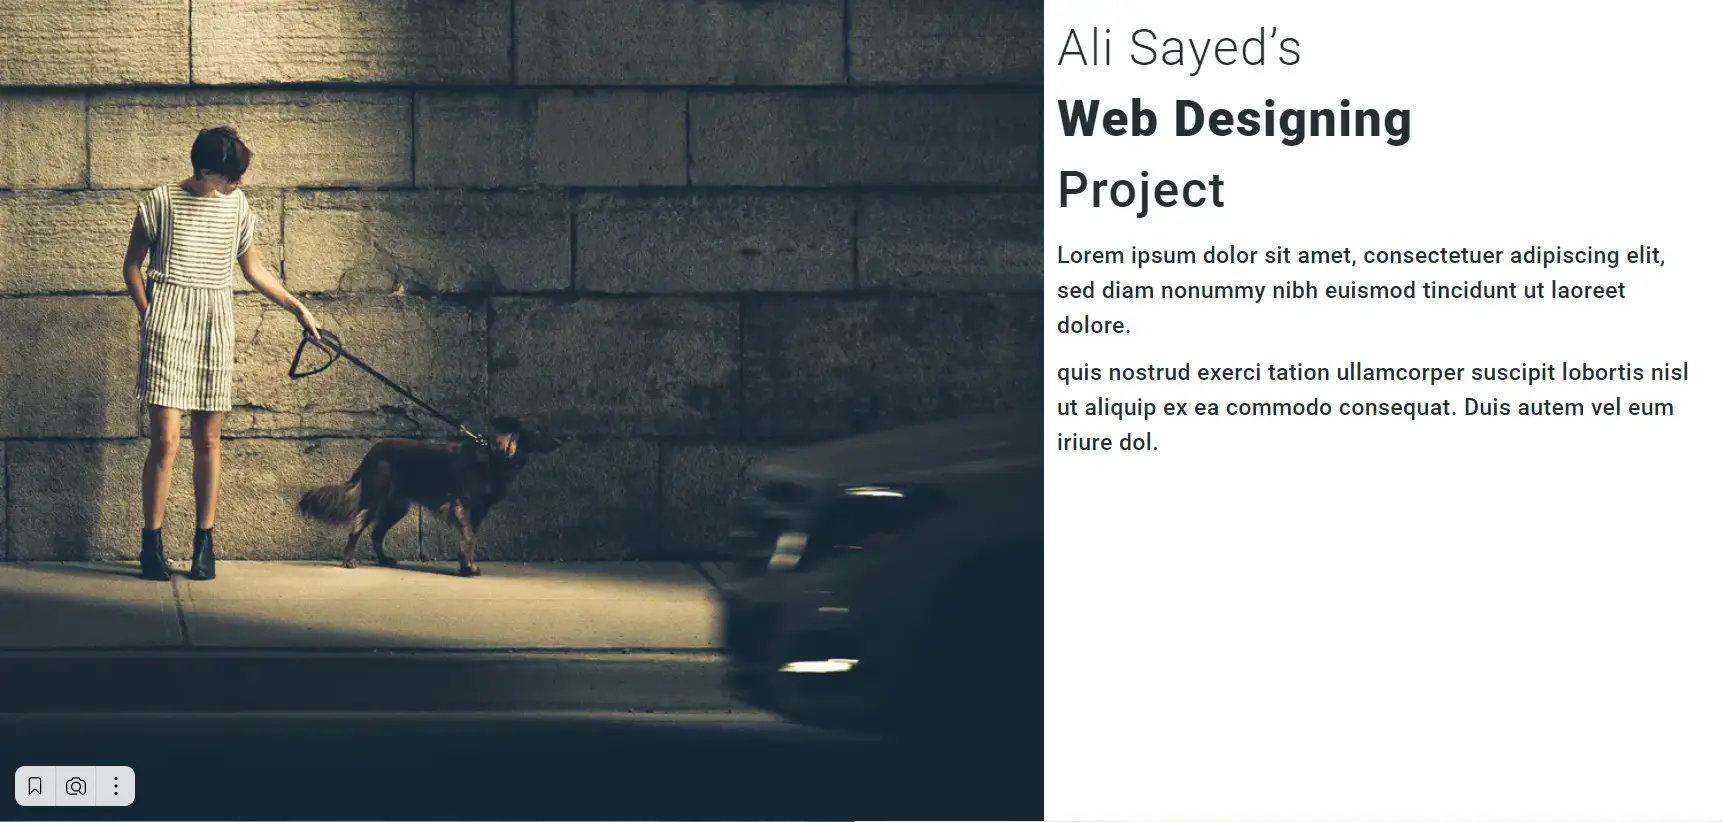 Ali Sayed’s
Web Designing
Project
Lorem ipsum dolor sit amet, consectetuer adipiscing elit,
sed diam nonummy nibh euismod tincidunt ut laoreet
dolore.
quis nostrud exerci tation ullamcorper suscipit lobortis nisl
ut aliquip ex ea commodo consequat. Duis autem vel eum
iriure dol.